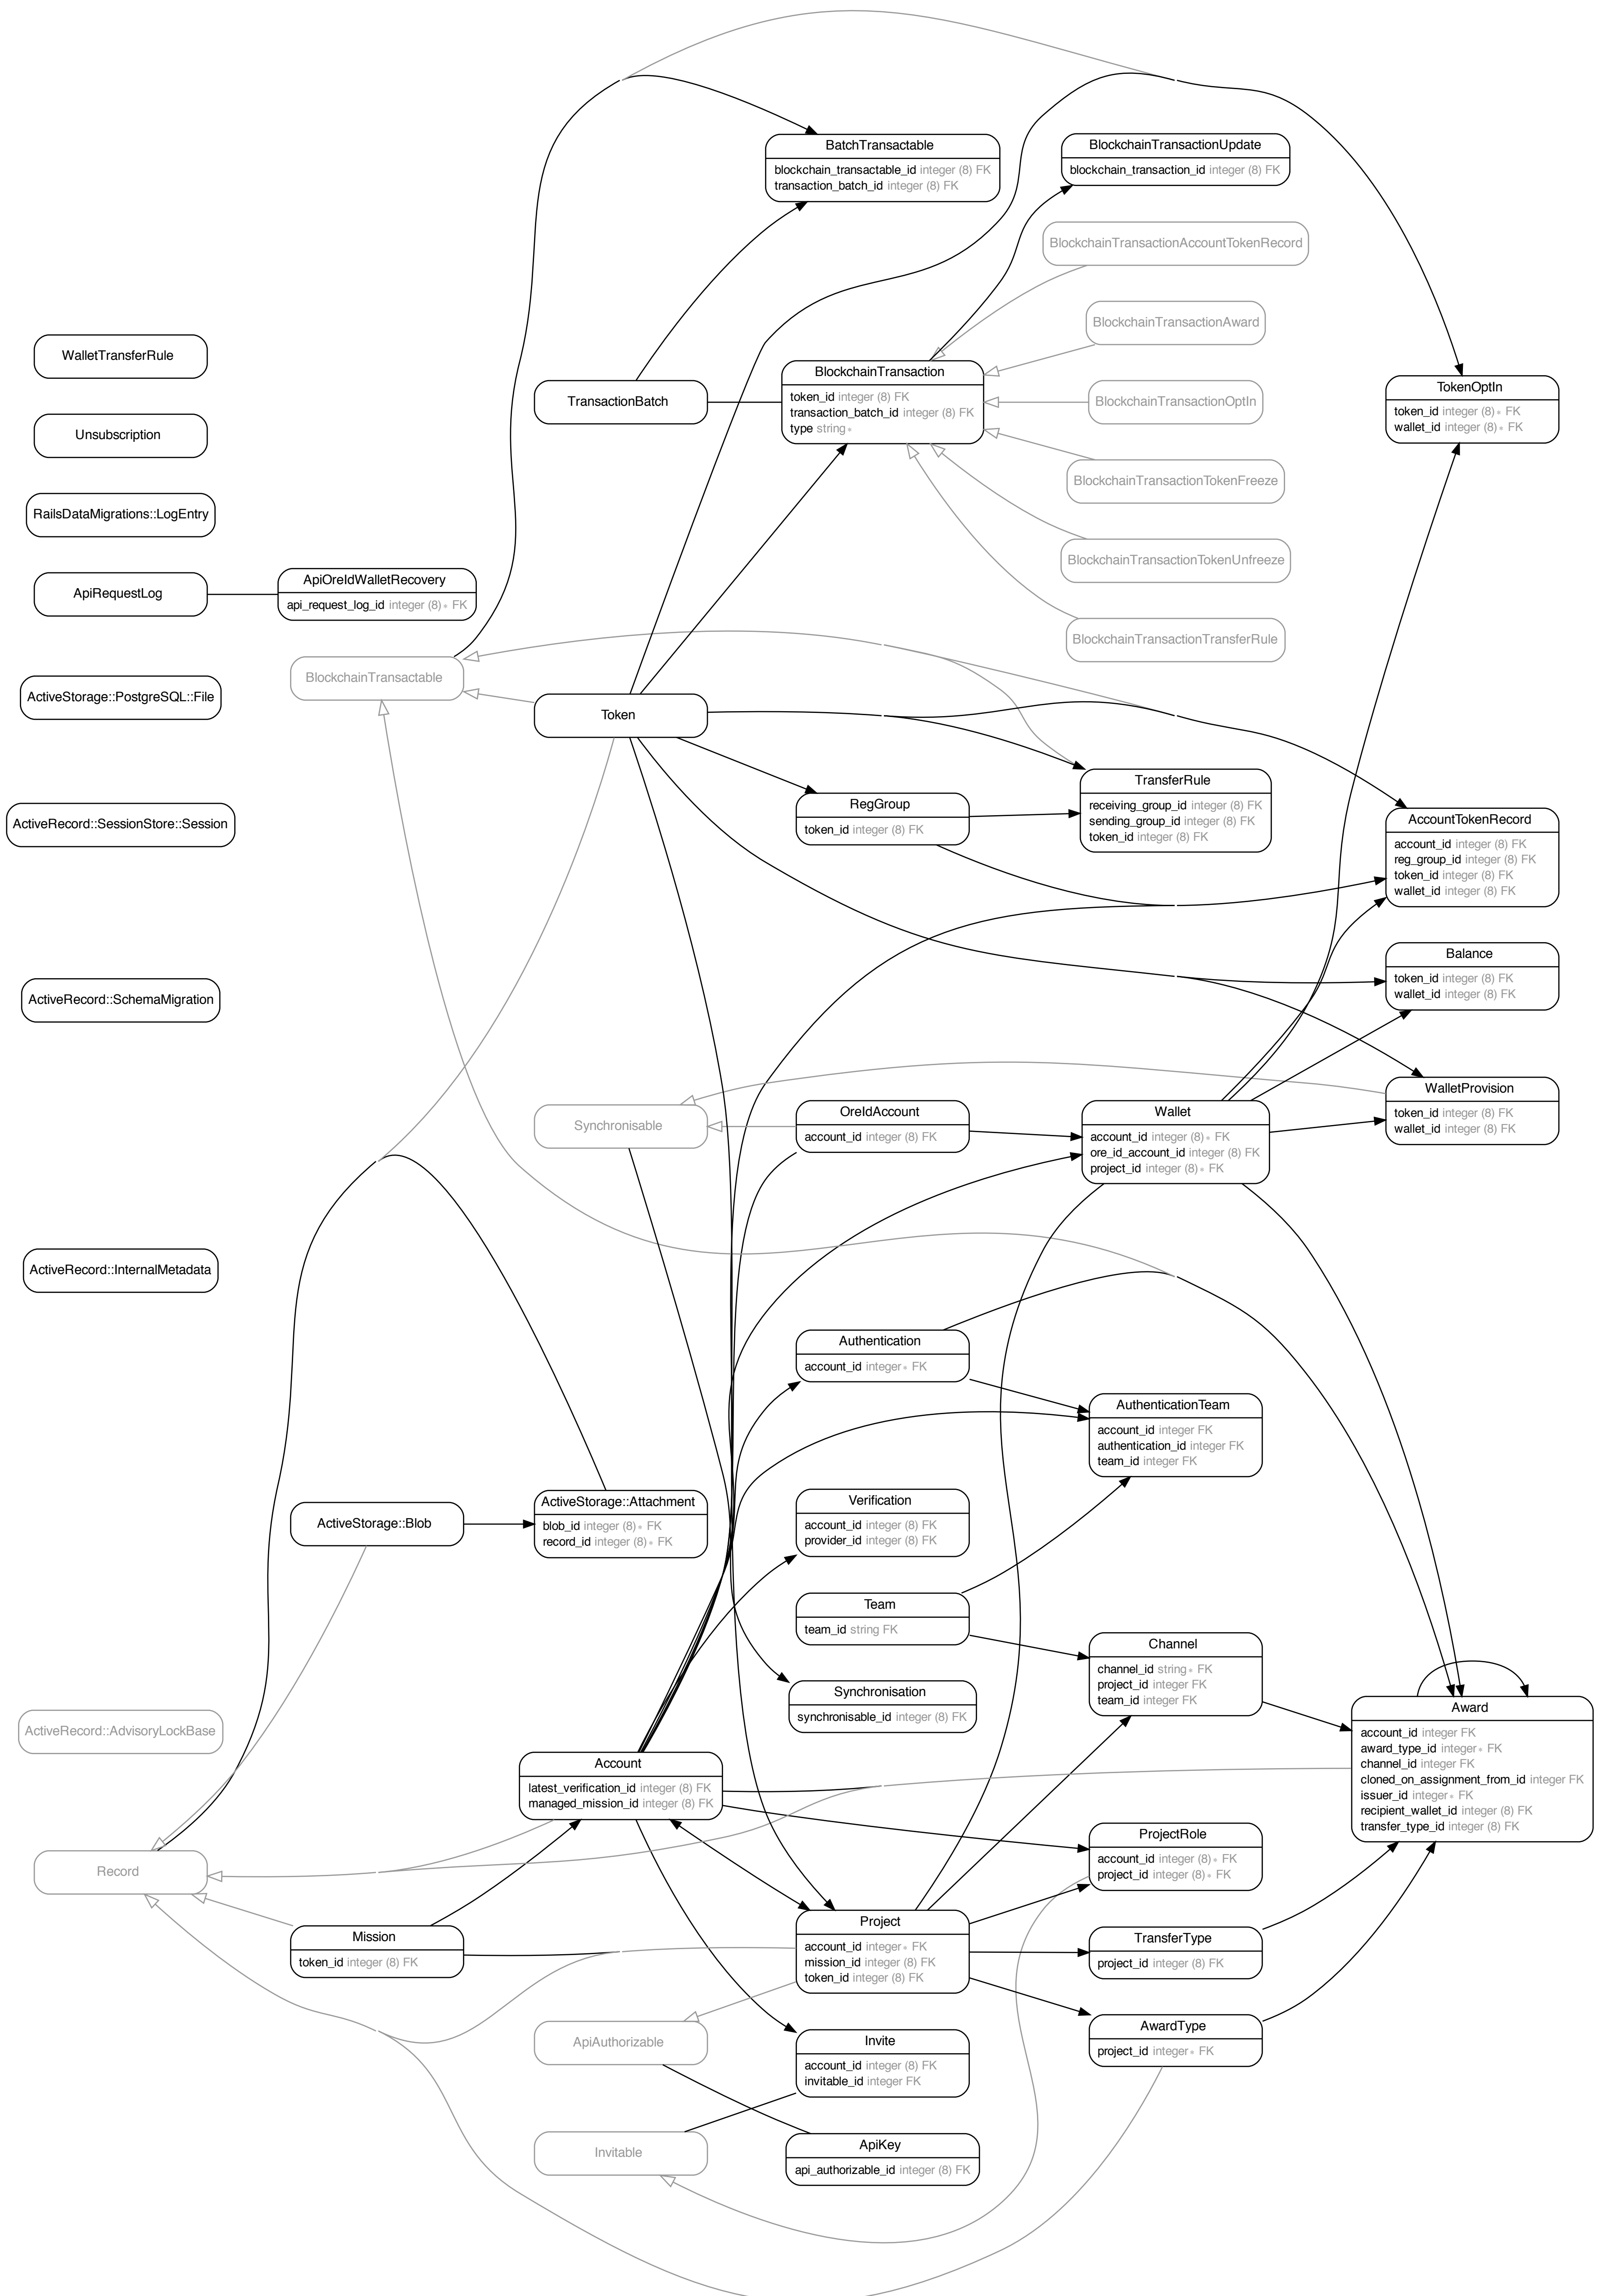 BatchTransactable
blockchain_transactable_id integer (8) FK
transaction_batch_id integer (8) FK
BlockchainTransactionUpdate
blockchain_transaction_id integer (8) FK
BlockchainTransactionAccountTokenRecord
BlockchainTransactionAward
WalletTransferRule
TransactionBatch
BlockchainTransaction
token_id integer (8) FK
transaction_batch_id integer (8) FK
type string∗
BlockchainTransactionOptIn
TokenOptIn
token_id integer (8)∗ FK
wallet_id integer (8)∗ FK
Unsubscription
BlockchainTransactionTokenFreeze
RailsDataMigrations::LogEntry
BlockchainTransactionTokenUnfreeze
ApiRequestLog
ApiOreIdWalletRecovery
api_request_log_id integer (8)∗ FK
BlockchainTransactionTransferRule
BlockchainTransactable
ActiveStorage::PostgreSQL::File
Token
TransferRule
receiving_group_id integer (8) FK
sending_group_id integer (8) FK
token_id integer (8) FK
RegGroup
token_id integer (8) FK
ActiveRecord::SessionStore::Session
AccountTokenRecord
account_id integer (8) FK
reg_group_id integer (8) FK
token_id integer (8) FK
wallet_id integer (8) FK
Balance
token_id integer (8) FK
wallet_id integer (8) FK
ActiveRecord::SchemaMigration
WalletProvision
token_id integer (8) FK
wallet_id integer (8) FK
Synchronisable
OreIdAccount
account_id integer (8) FK
Wallet
account_id integer (8)∗ FK
ore_id_account_id integer (8) FK
project_id integer (8)∗ FK
ActiveRecord::InternalMetadata
Authentication
account_id integer∗ FK
AuthenticationTeam
account_id integer FK
authentication_id integer FK
team_id integer FK
ActiveStorage::Blob
ActiveStorage::Attachment
blob_id integer (8)∗ FK
record_id integer (8)∗ FK
Verification
account_id integer (8) FK
provider_id integer (8) FK
Team
team_id string FK
Channel
channel_id string∗ FK
project_id integer FK
team_id integer FK
Synchronisation
synchronisable_id integer (8) FK
Award
account_id integer FK
award_type_id integer∗ FK
channel_id integer FK
cloned_on_assignment_from_id integer FK
issuer_id integer∗ FK
recipient_wallet_id integer (8) FK
transfer_type_id integer (8) FK
ActiveRecord::AdvisoryLockBase
Account
latest_verification_id integer (8) FK
managed_mission_id integer (8) FK
ProjectRole
account_id integer (8)∗ FK
project_id integer (8)∗ FK
Record
Mission
token_id integer (8) FK
Project
account_id integer∗ FK
mission_id integer (8) FK
token_id integer (8) FK
TransferType
project_id integer (8) FK
AwardType
project_id integer∗ FK
ApiAuthorizable
Invite
account_id integer (8) FK
invitable_id integer FK
Invitable
ApiKey
api_authorizable_id integer (8) FK